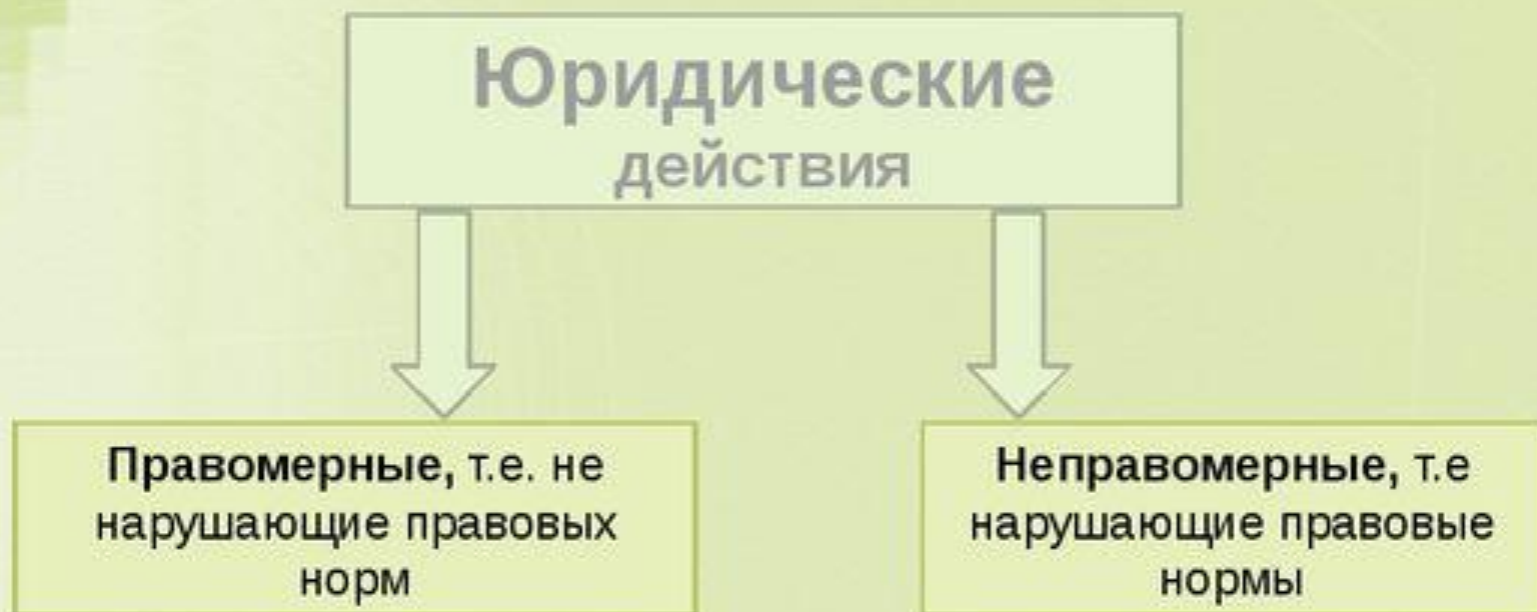 Юридические
действия
Правомерные, т.е. не
нарушающие правовых
норм
Неправомерные, т.е
нарушающие правовые
нормы